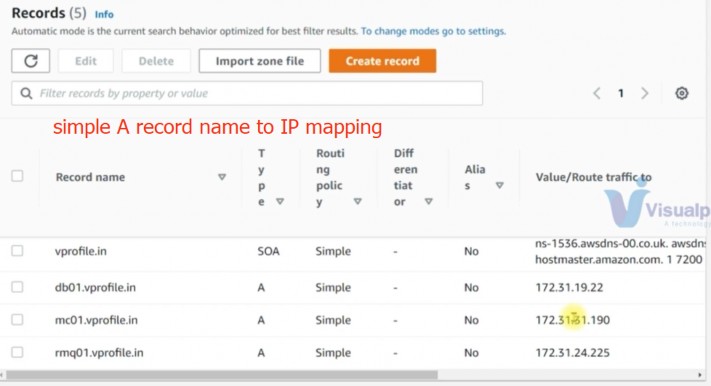 Records (5) Info
Automatic mode is the current search behavior optimized for best filter results. To change modes go to settings.
Edit Delete Import zone file Create record
Filter records by property or value
1
simple A record name to IP mapping
Record name Type Routing policy Differentiator Alias Value/Route traffic to
Visualp
A technology
vprofile.in SOA Simple - No ns-1536.awsdns-00.co.uk. awsdns
hostmaster.amazon.com. 1 7200
db01.vprofile.in A Simple - No 172.31.19.22
mc01.vprofile.in A Simple - No 172.31.31.190
rmq01.vprofile.in A Simple - No 172.31.24.225